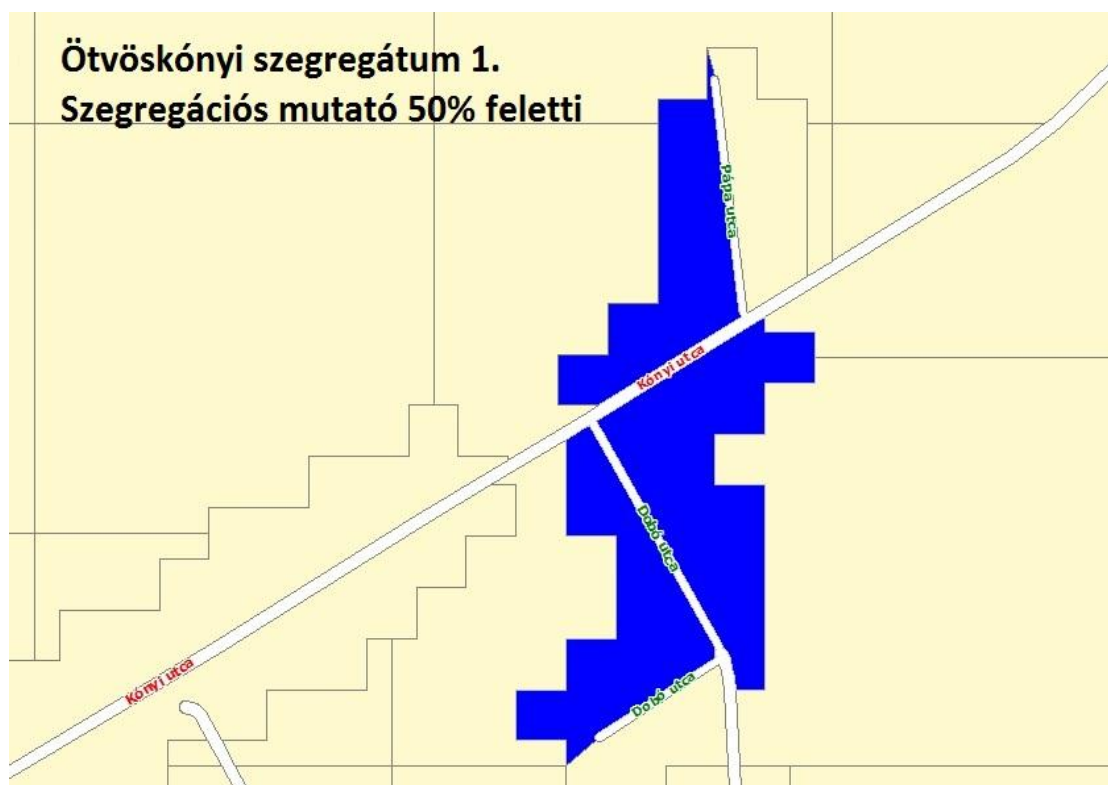 Ötvöskónyi szegregátum 1.
Szegregációs mutató 50% feletti
Pápa utca
Kónyi utca
Dobó utca
Kónyi utca
Dobó utca